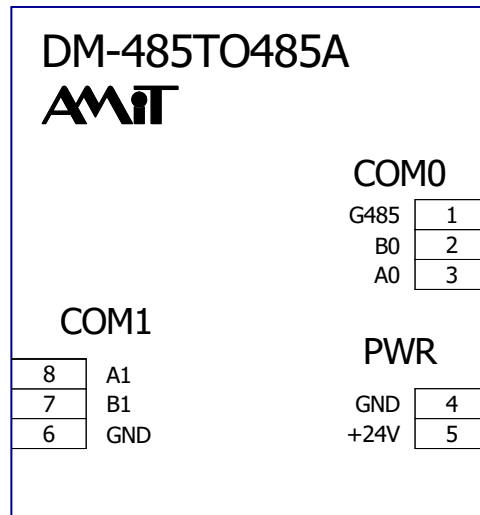 DM-485TO485A
AMiT
COM0
G485 1
B0 2
A0 3
COM1
8 A1
7 B1
6 GND
PWR
GND 4
+24V 5